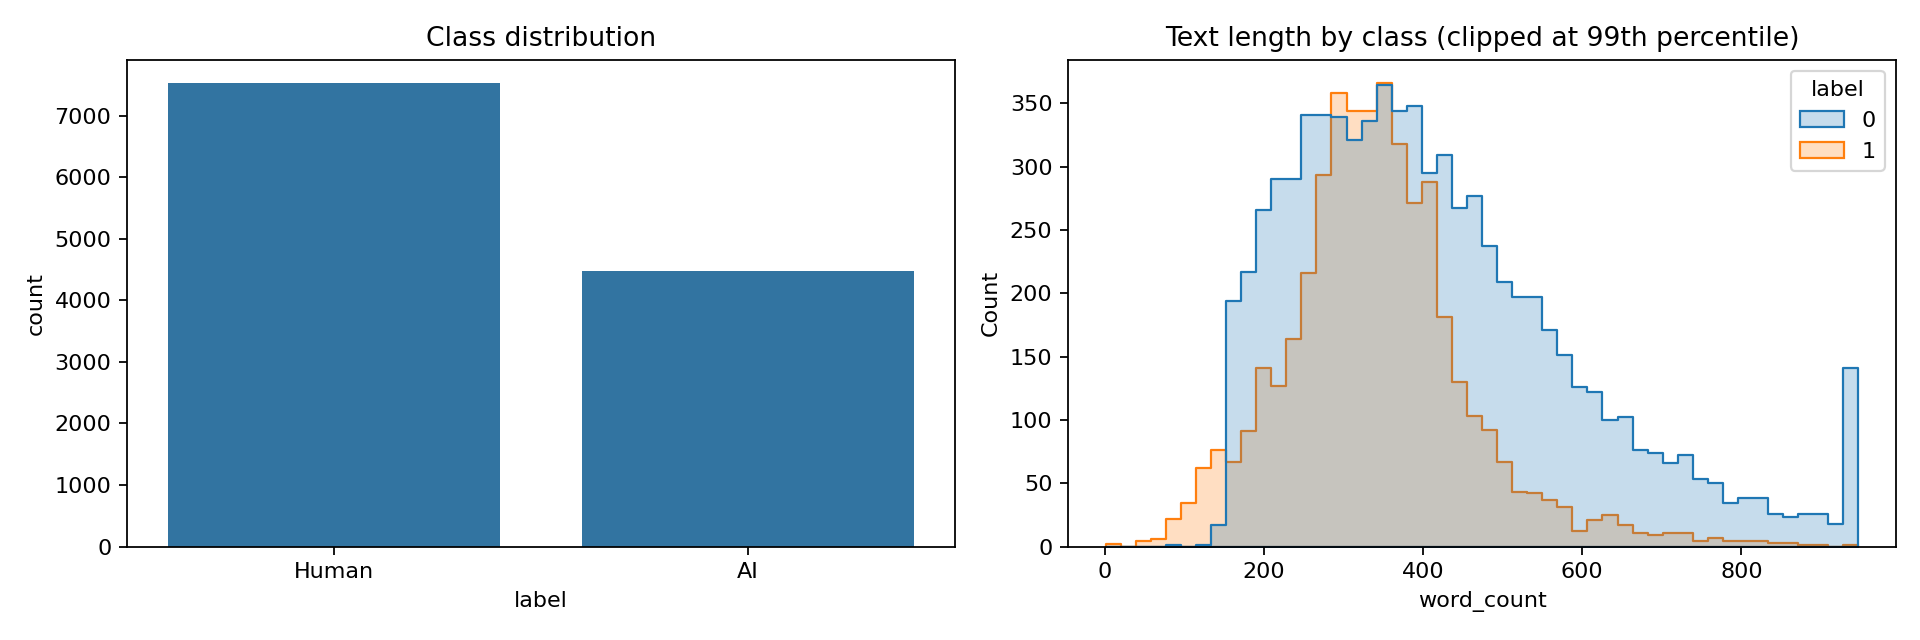 Class distribution
7000
6000
5000
4000
3000
2000
1000
0
count
Human
AI
label
Text length by class (clipped at 99th percentile)
350
300
250
200
150
100
50
0
Count
0
200
400
600
800
word_count
label
0
1